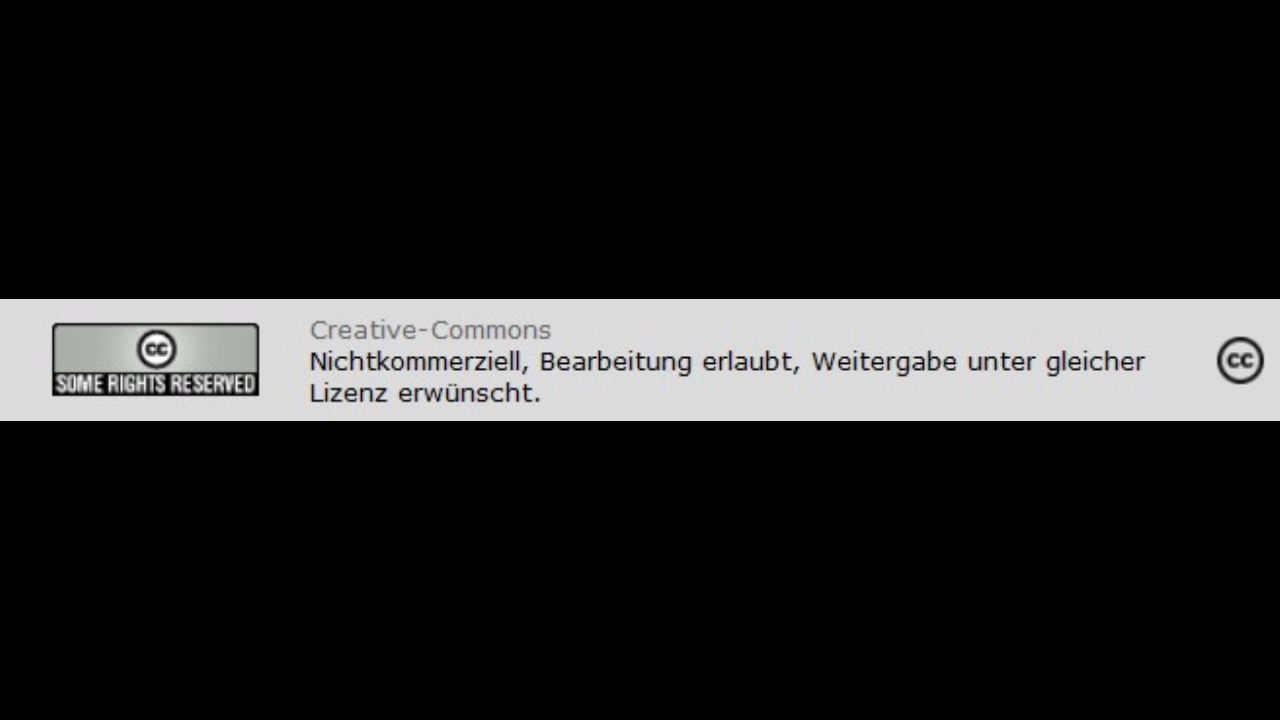 cc
SOME RIGHTS RESERVED
Creative-Commons
Nichtkommerziell, Bearbeitung erlaubt, Weitergabe unter gleicher
Lizenz erwünscht.
cc